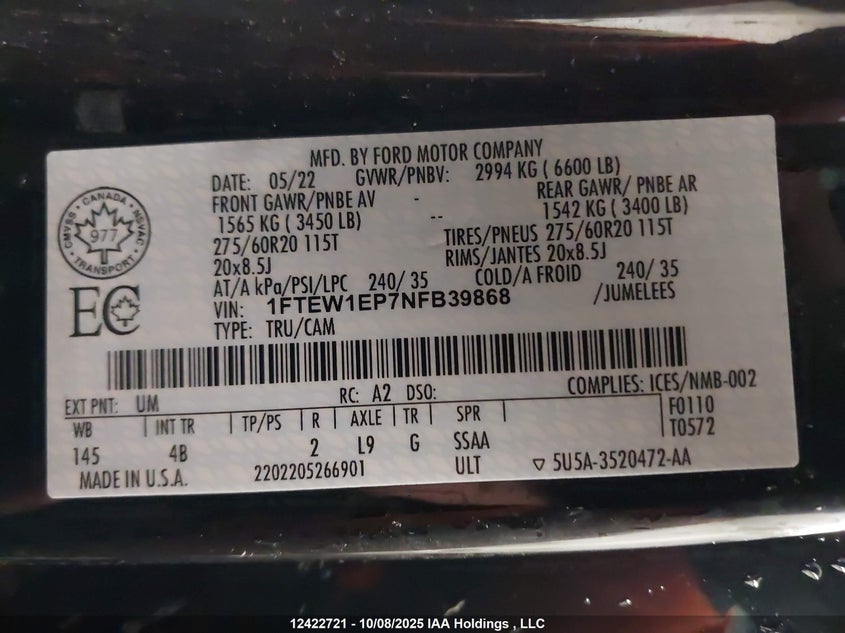 MFD. BY FORD MOTOR COMPANY
DATE: 05/22 GVWR/PNBV: 2994 KG ( 6600 LB)
FRONT GAWR/PNBE AV - REAR GAWR/ PNBE AR
1565 KG ( 3450 LB) -- 1542 KG ( 3400 LB)
275/60R20 115T TIRES/PNEUS 275/60R20 115T
20x8.5J RIMS/JANTES 20x8.5J
AT/A kPa/PSI/LPC 240/ 35 COLD/A FROID 240/ 35
VIN: 1FTEW1EP7NFB39868 /JUMELEES
TYPE: TRU/CAM
CMVSS · CANADA · NSVAC
977
· TRANSPORT ·
EC
EXT PNT: UM RC: A2 DSO: COMPLIES: ICES/NMB-002
WB INT TR TP/PS R AXLE TR SPR F0110
T0572
145 4B 2 L9 G SSAA
MADE IN U.S.A. 2202205266901 ULT ▽ 5U5A-3520472-AA
12422721 - 10/08/2025 IAA Holdings , LLC